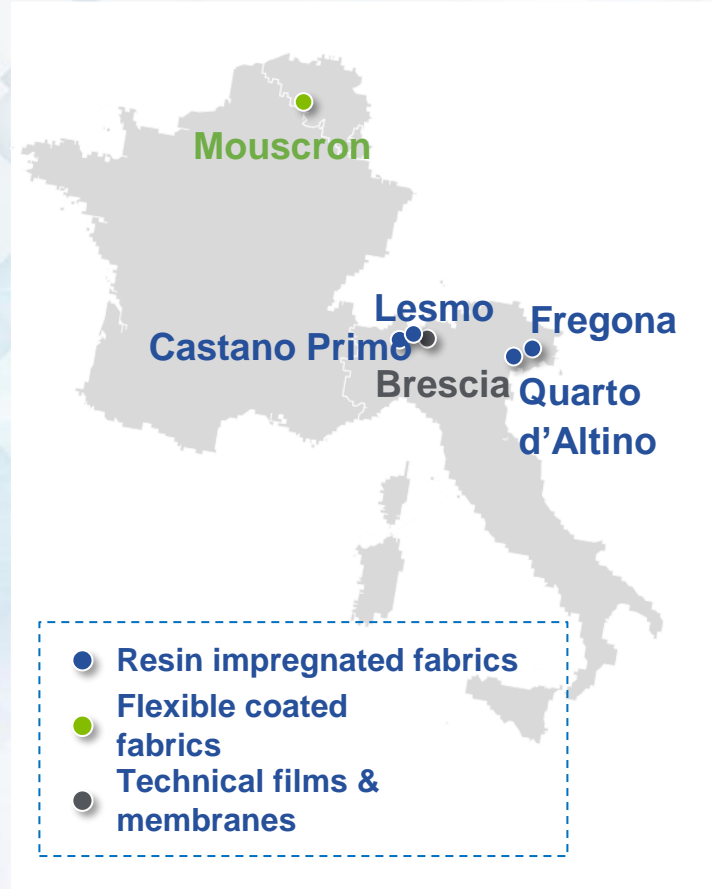 Mouscron
Lesmo
Fregona
Castano Primo
Brescia
Quarto
d’Altino
Resin impregnated fabrics
Flexible coated
fabrics
Technical films &
membranes